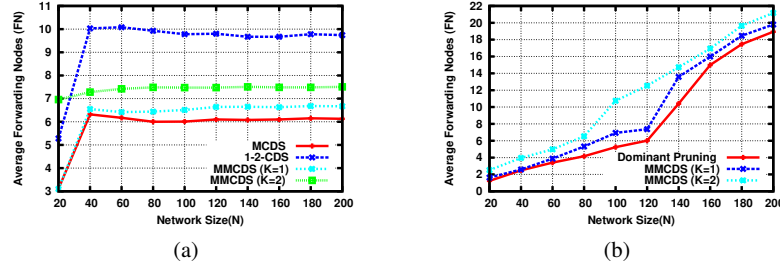 Average Forwarding Nodes (FN)
11
10
9
8
7
6
5
4
3
MCDS
1-2-CDS
MMCDS (K=1)
MMCDS (K=2)
20 40 60 80 100 120 140 160 180 200
Network Size(N)
(a)
Average Forwarding Nodes (FN)
22
20
18
16
14
12
10
8
6
4
2
0
Dominant Pruning
MMCDS (K=1)
MMCDS (K=2)
20 40 60 80 100 120 140 160 180 200
Network Size(N)
(b)